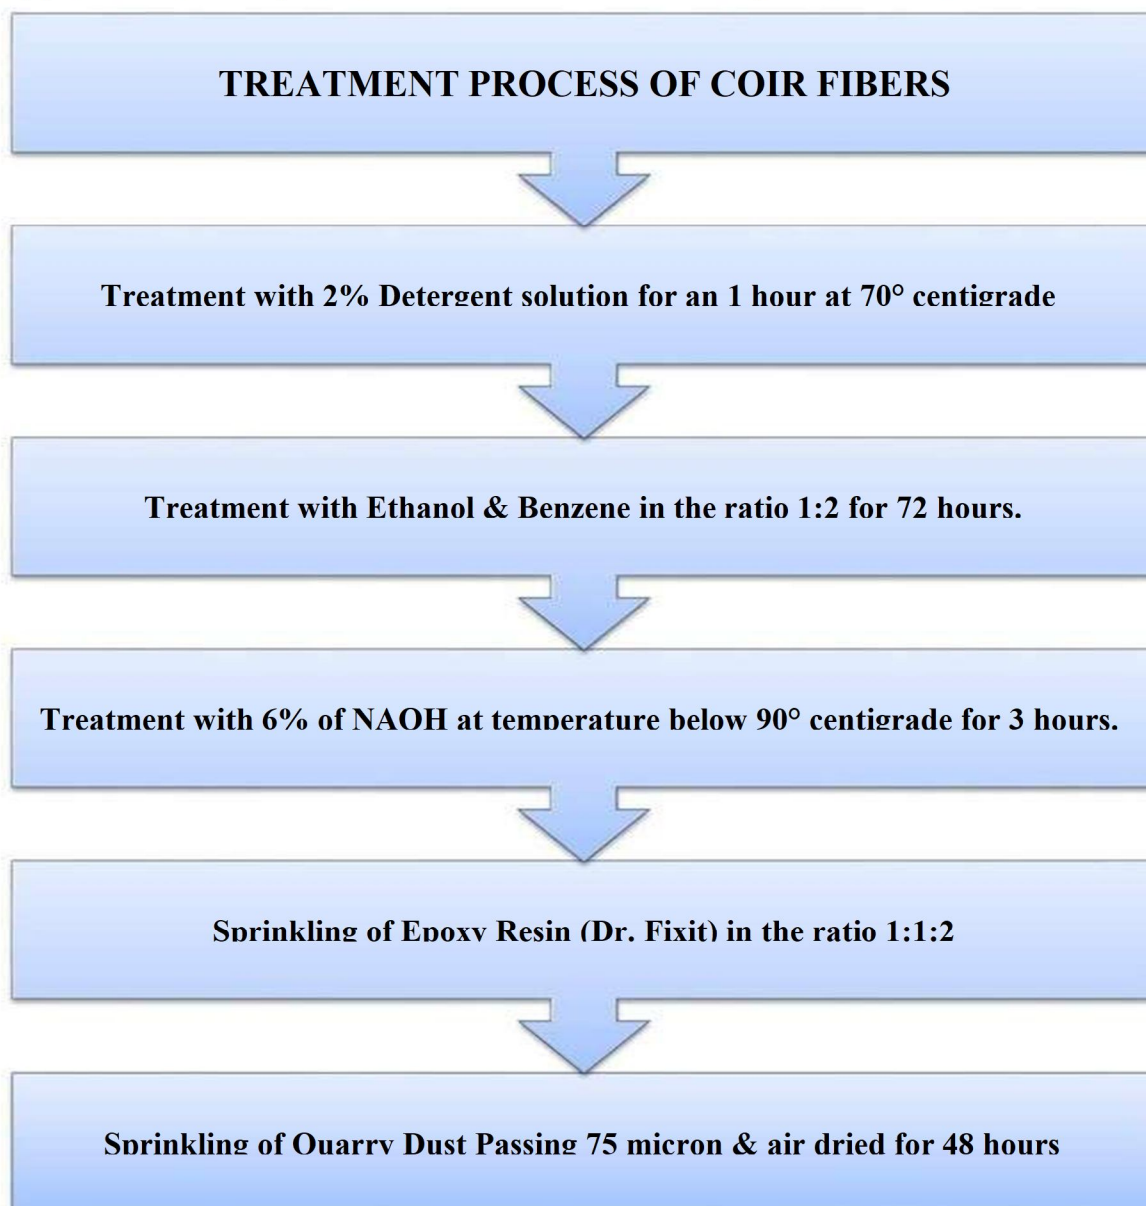 TREATMENT PROCESS OF COIR FIBERS
Treatment with 2% Detergent solution for an 1 hour at 70° centigrade
Treatment with Ethanol & Benzene in the ratio 1:2 for 72 hours.
Treatment with 6% of NAOH at temperature below 90° centigrade for 3 hours.
Sprinkling of Epoxy Resin (Dr. Fixit) in the ratio 1:1:2
Sprinkling of Quarry Dust Passing 75 micron & air dried for 48 hours